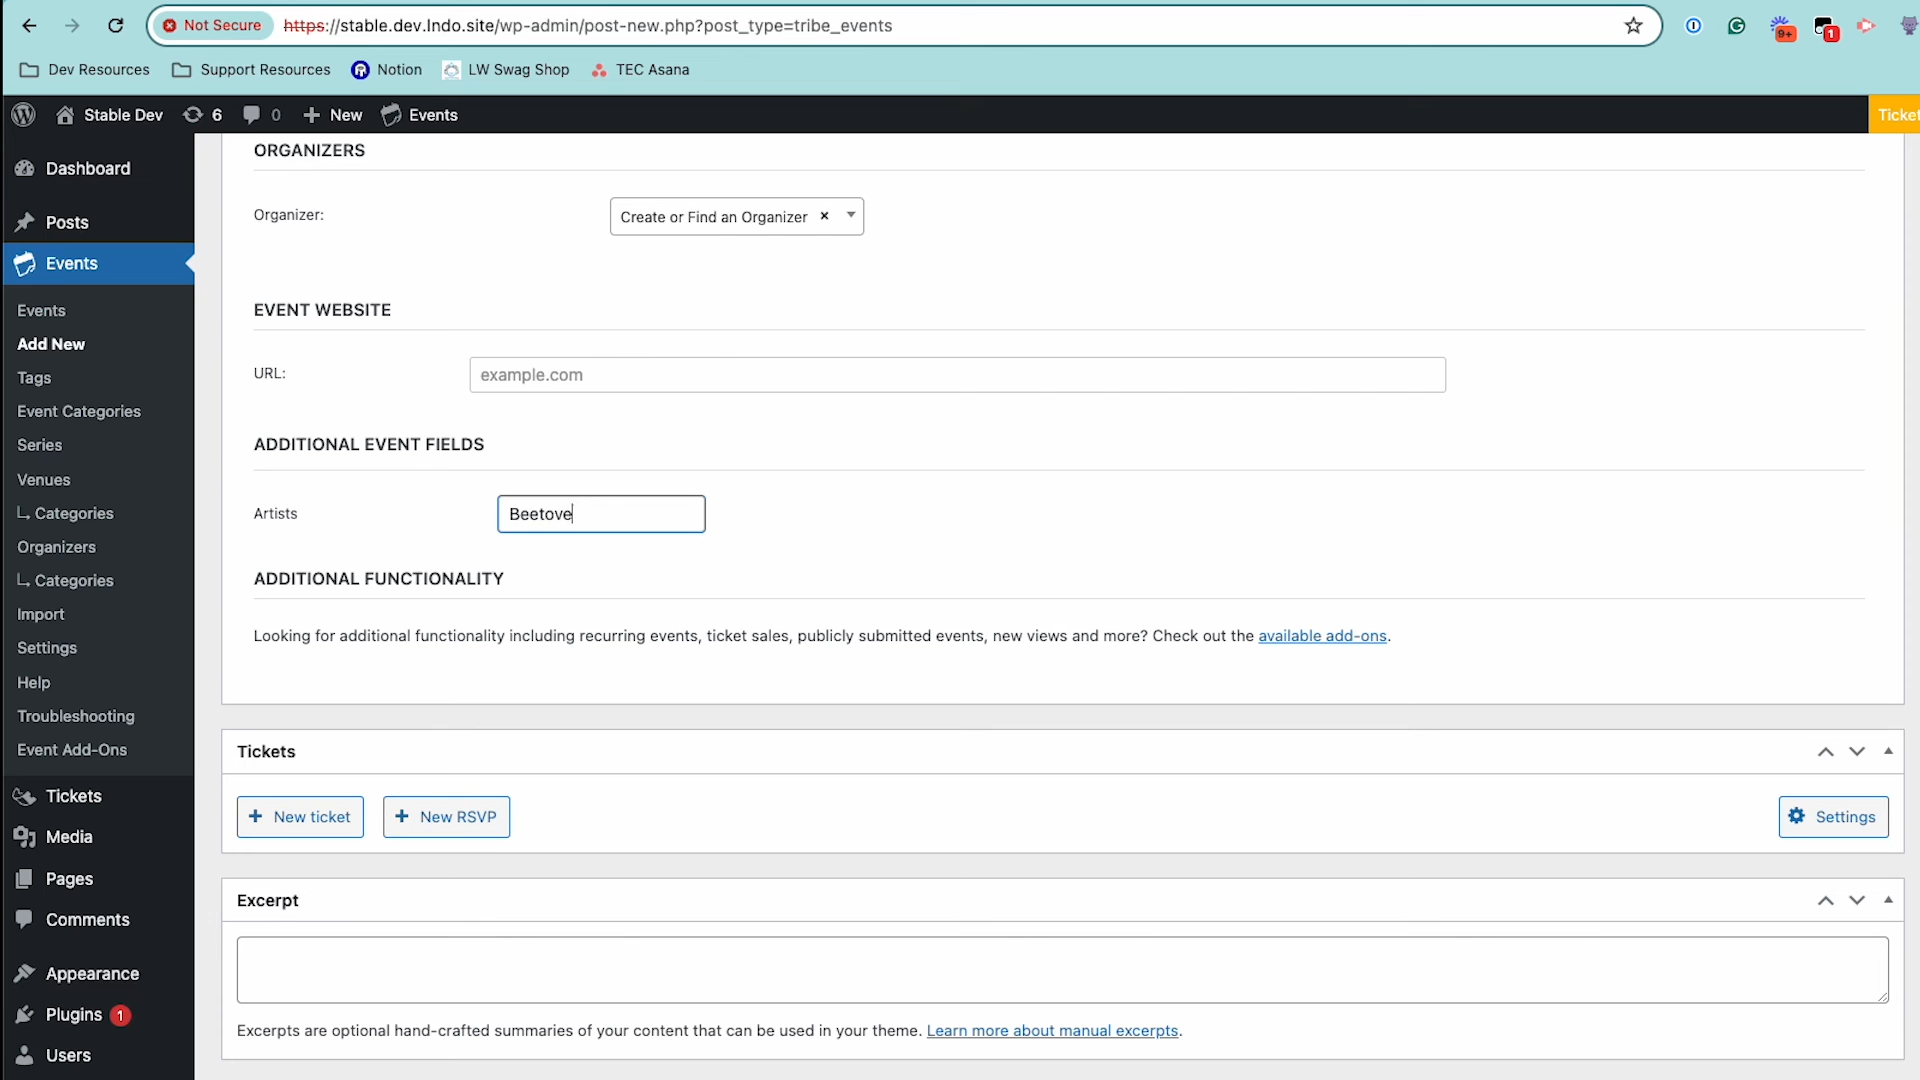 Not Secure https://stable.dev.lndo.site/wp-admin/post-new.php?post_type=tribe_events
9+
1
Dev Resources Support Resources Notion LW Swag Shop TEC Asana
Stable Dev 6 0 New Events
Ticket
Dashboard
Posts
Events
Events
Add New
Tags
Event Categories
Series
Venues
Categories
Organizers
Categories
Import
Settings
Help
Troubleshooting
Event Add-Ons
Tickets
Media
Pages
Comments
Appearance
Plugins 1
Users
ORGANIZERS
Organizer: Create or Find an Organizer ×
EVENT WEBSITE
URL: example.com
ADDITIONAL EVENT FIELDS
Artists Beetove
ADDITIONAL FUNCTIONALITY
Looking for additional functionality including recurring events, ticket sales, publicly submitted events, new views and more? Check out the available add-ons.
Tickets
+ New ticket + New RSVP Settings
Excerpt
Excerpts are optional hand-crafted summaries of your content that can be used in your theme. Learn more about manual excerpts.